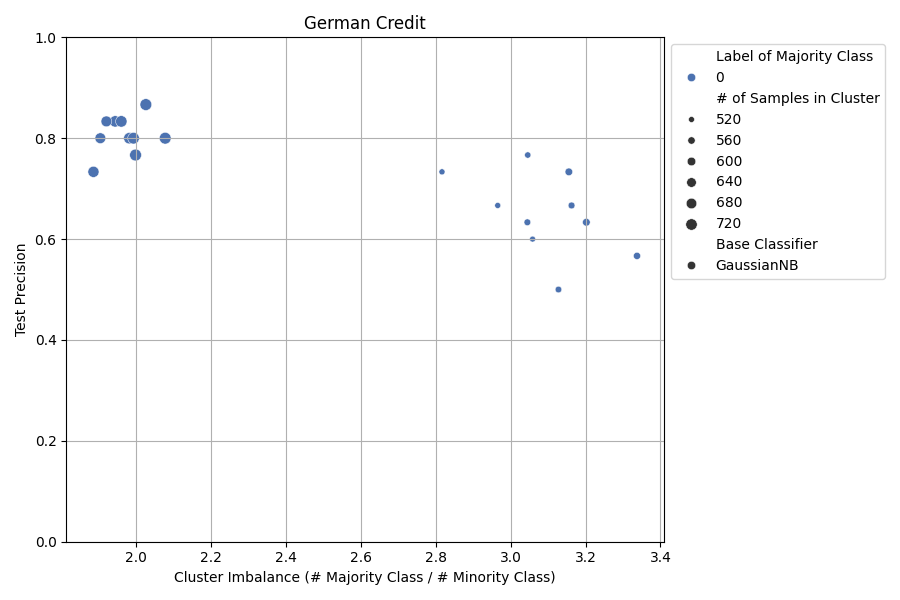 German Credit
Test Precision
1.0
0.8
0.6
0.4
0.2
0.0
2.0 2.2 2.4 2.6 2.8 3.0 3.2 3.4
Cluster Imbalance (# Majority Class / # Minority Class)
Label of Majority Class
0
# of Samples in Cluster
520
560
600
640
680
720
Base Classifier
GaussianNB